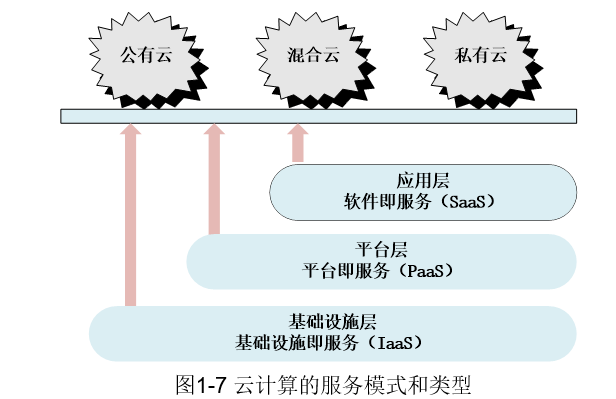 公有云 混合云 私有云
应用层
软件即服务（SaaS）
平台层
平台即服务（PaaS）
基础设施层
基础设施即服务（IaaS）
图1-7 云计算的服务模式和类型